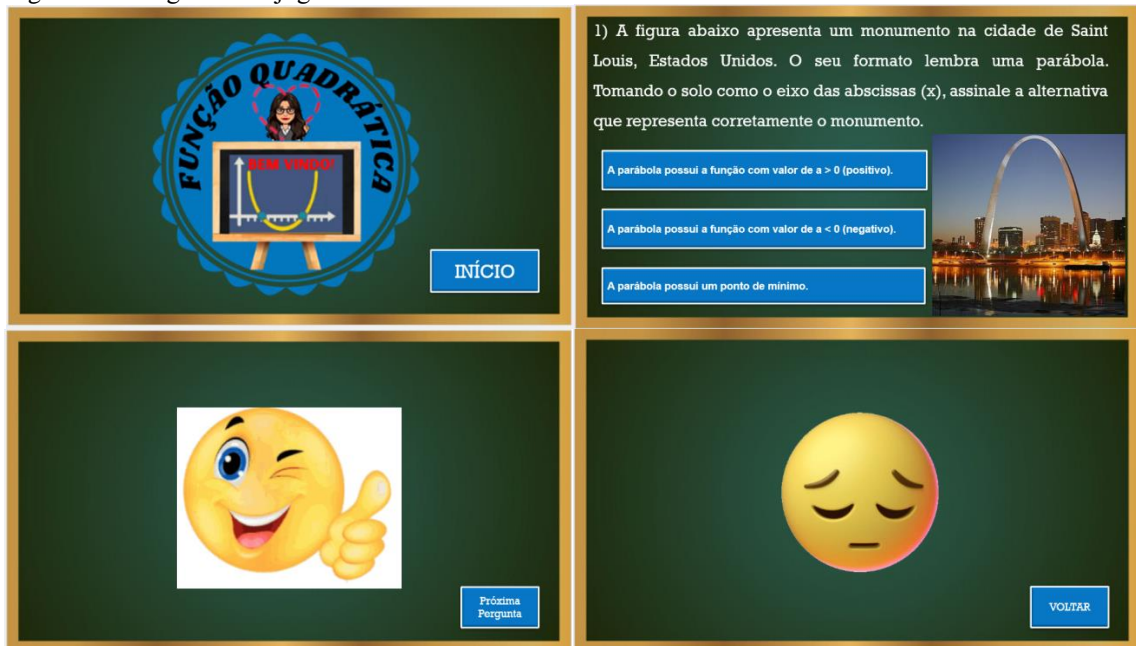 FUNÇÃO QUADRÁTICA
BEM VINDO!
INÍCIO
1) A figura abaixo apresenta um monumento na cidade de Saint
Louis, Estados Unidos. O seu formato lembra uma parábola.
Tomando o solo como o eixo das abscissas (x), assinale a alternativa
que representa corretamente o monumento.
A parábola possui a função com valor de a > 0 (positivo).
A parábola possui a função com valor de a < 0 (negativo).
A parábola possui um ponto de mínimo.
Próxima
Pergunta
VOLTAR